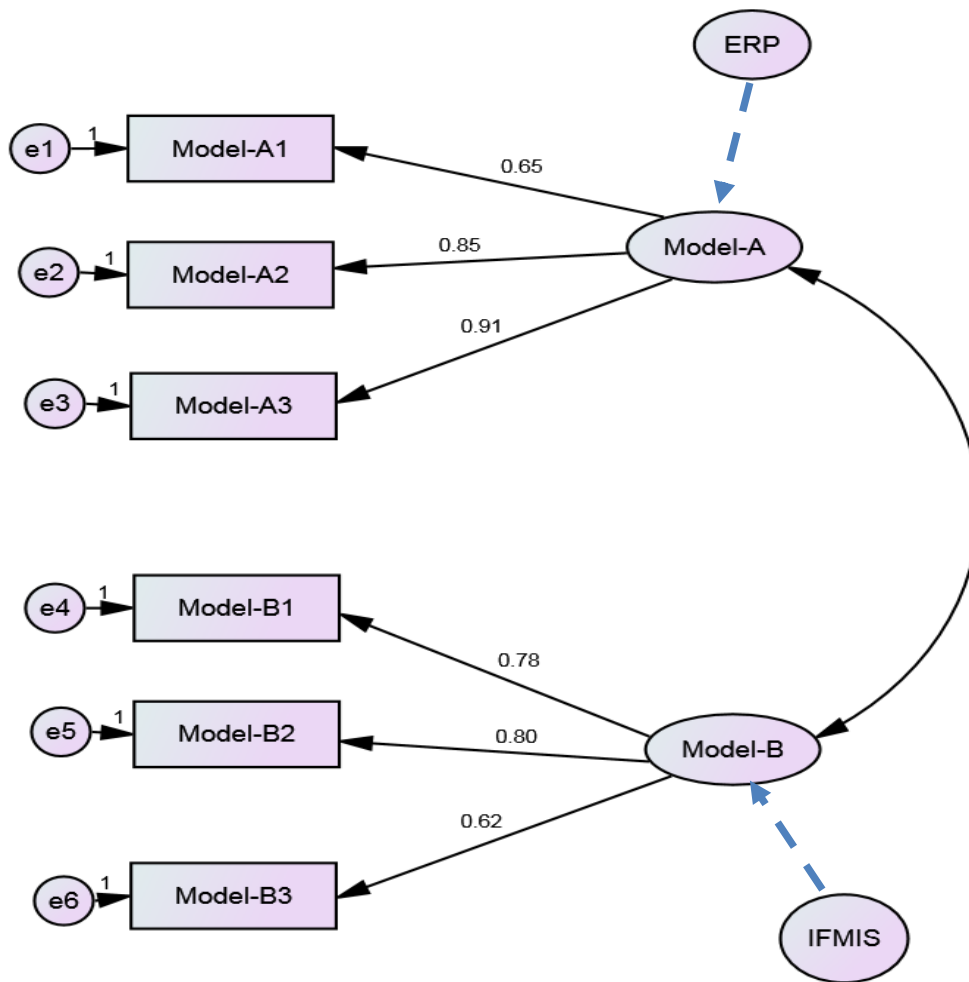 ERP
e1
1
Model-A1
0.65
Model-A
e2
1
Model-A2
0.85
0.91
e3
1
Model-A3
e4
1
Model-B1
0.78
e5
1
Model-B2
0.80
Model-B
0.62
e6
1
Model-B3
IFMIS